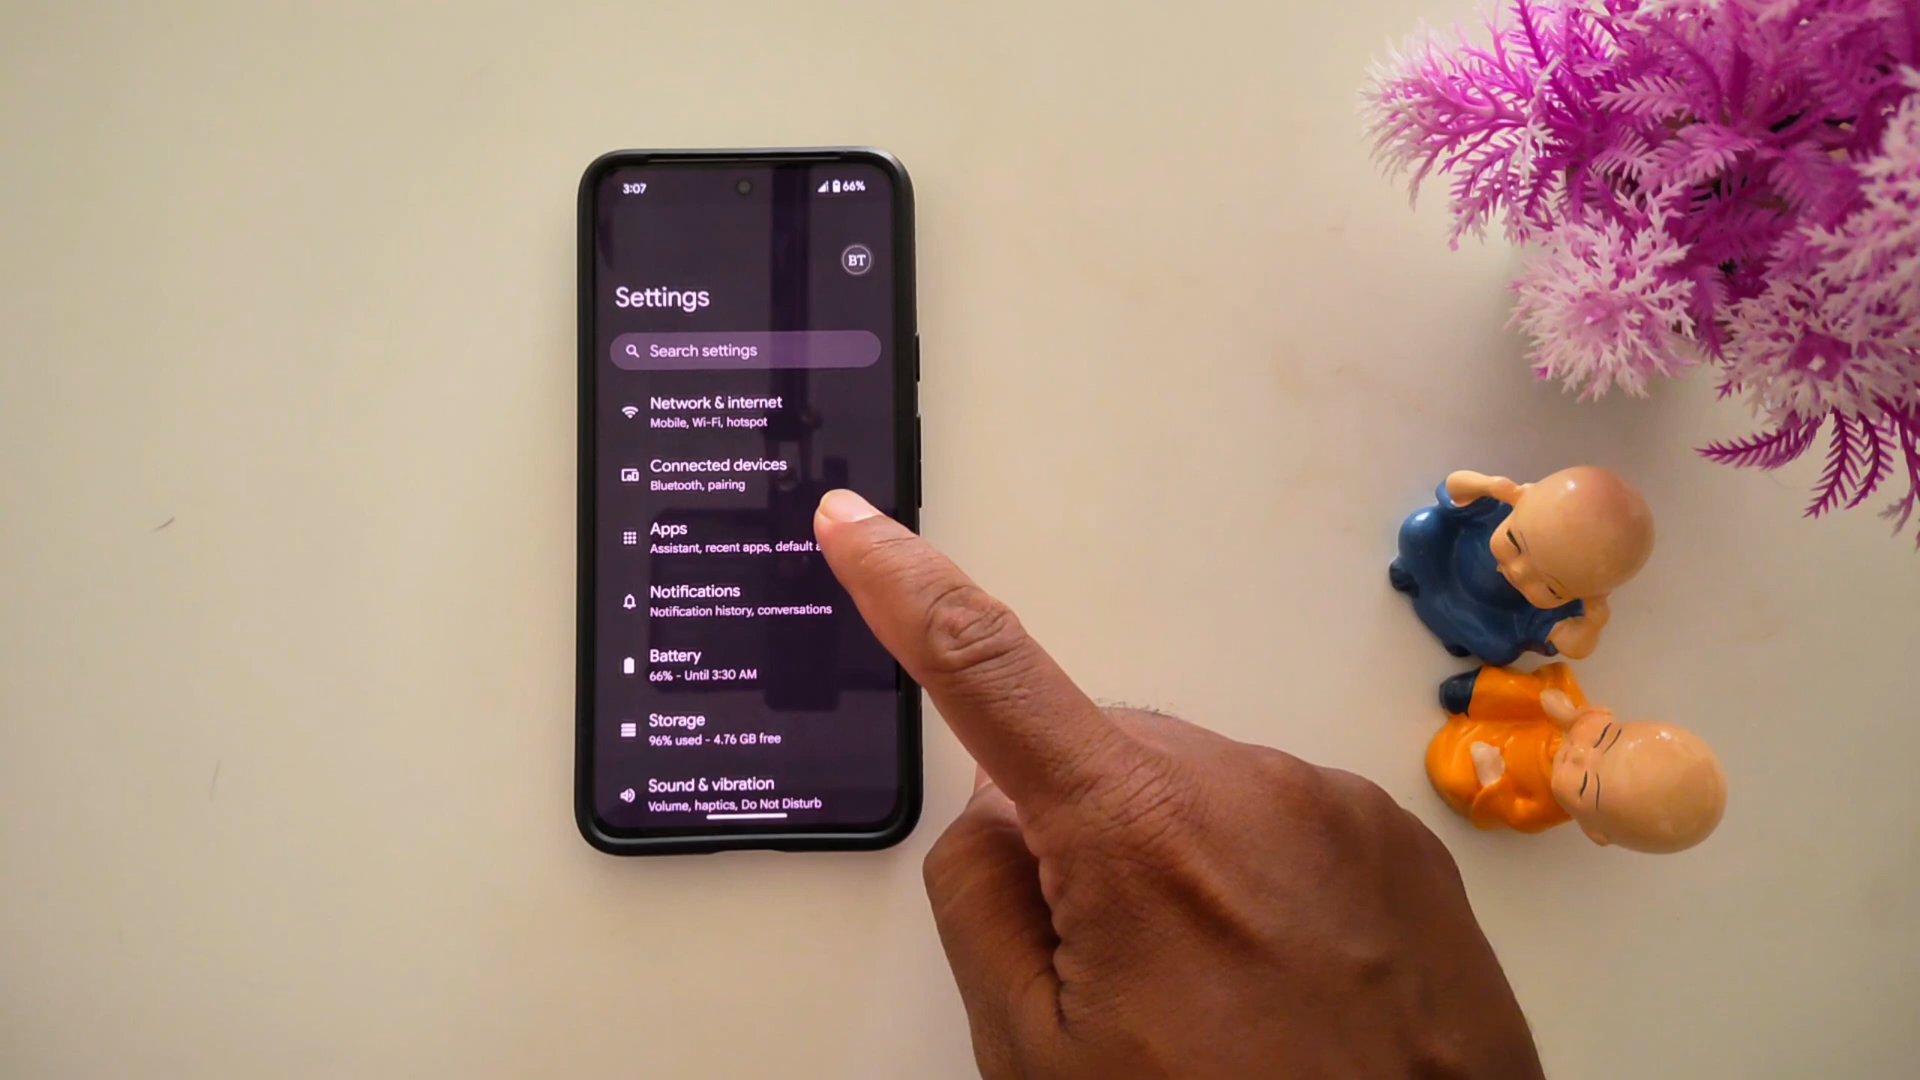 3:07
66%
BT
Settings
Search settings
Network & internet
Mobile, Wi-Fi, hotspot
Connected devices
Bluetooth, pairing
Apps
Assistant, recent apps, default
Notifications
Notification history, conversations
Battery
66% - Until 3:30 AM
Storage
96% used - 4.76 GB free
Sound & vibration
Volume, haptics, Do Not Disturb